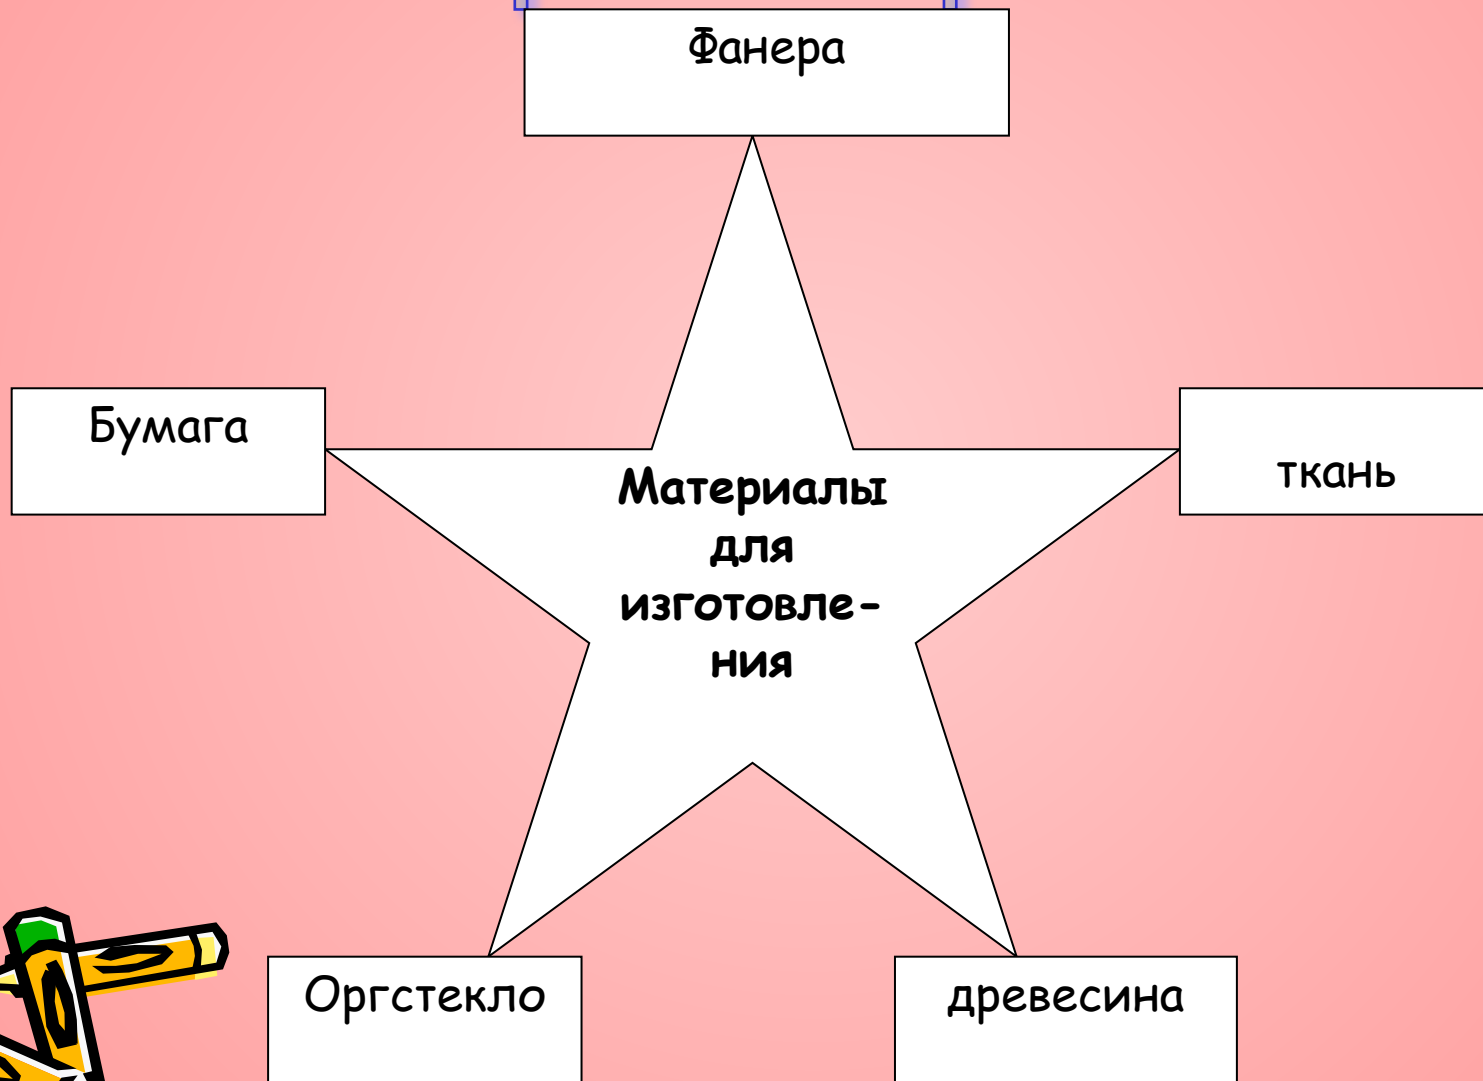 Фанера
Бумага
ткань
Материалы
для
изготовле-
ния
Оргстекло
древесина